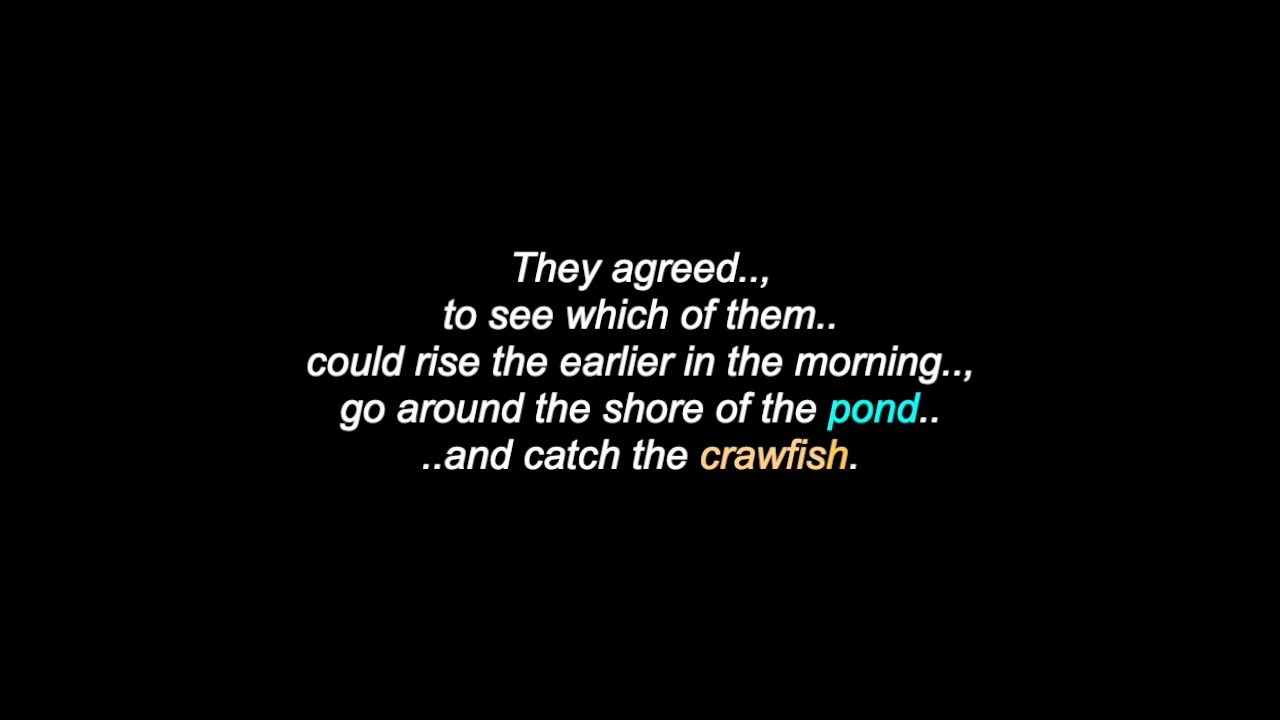 They agreed..,
to see which of them..
could rise the earlier in the morning..,
go around the shore of the pond..
..and catch the crawfish.